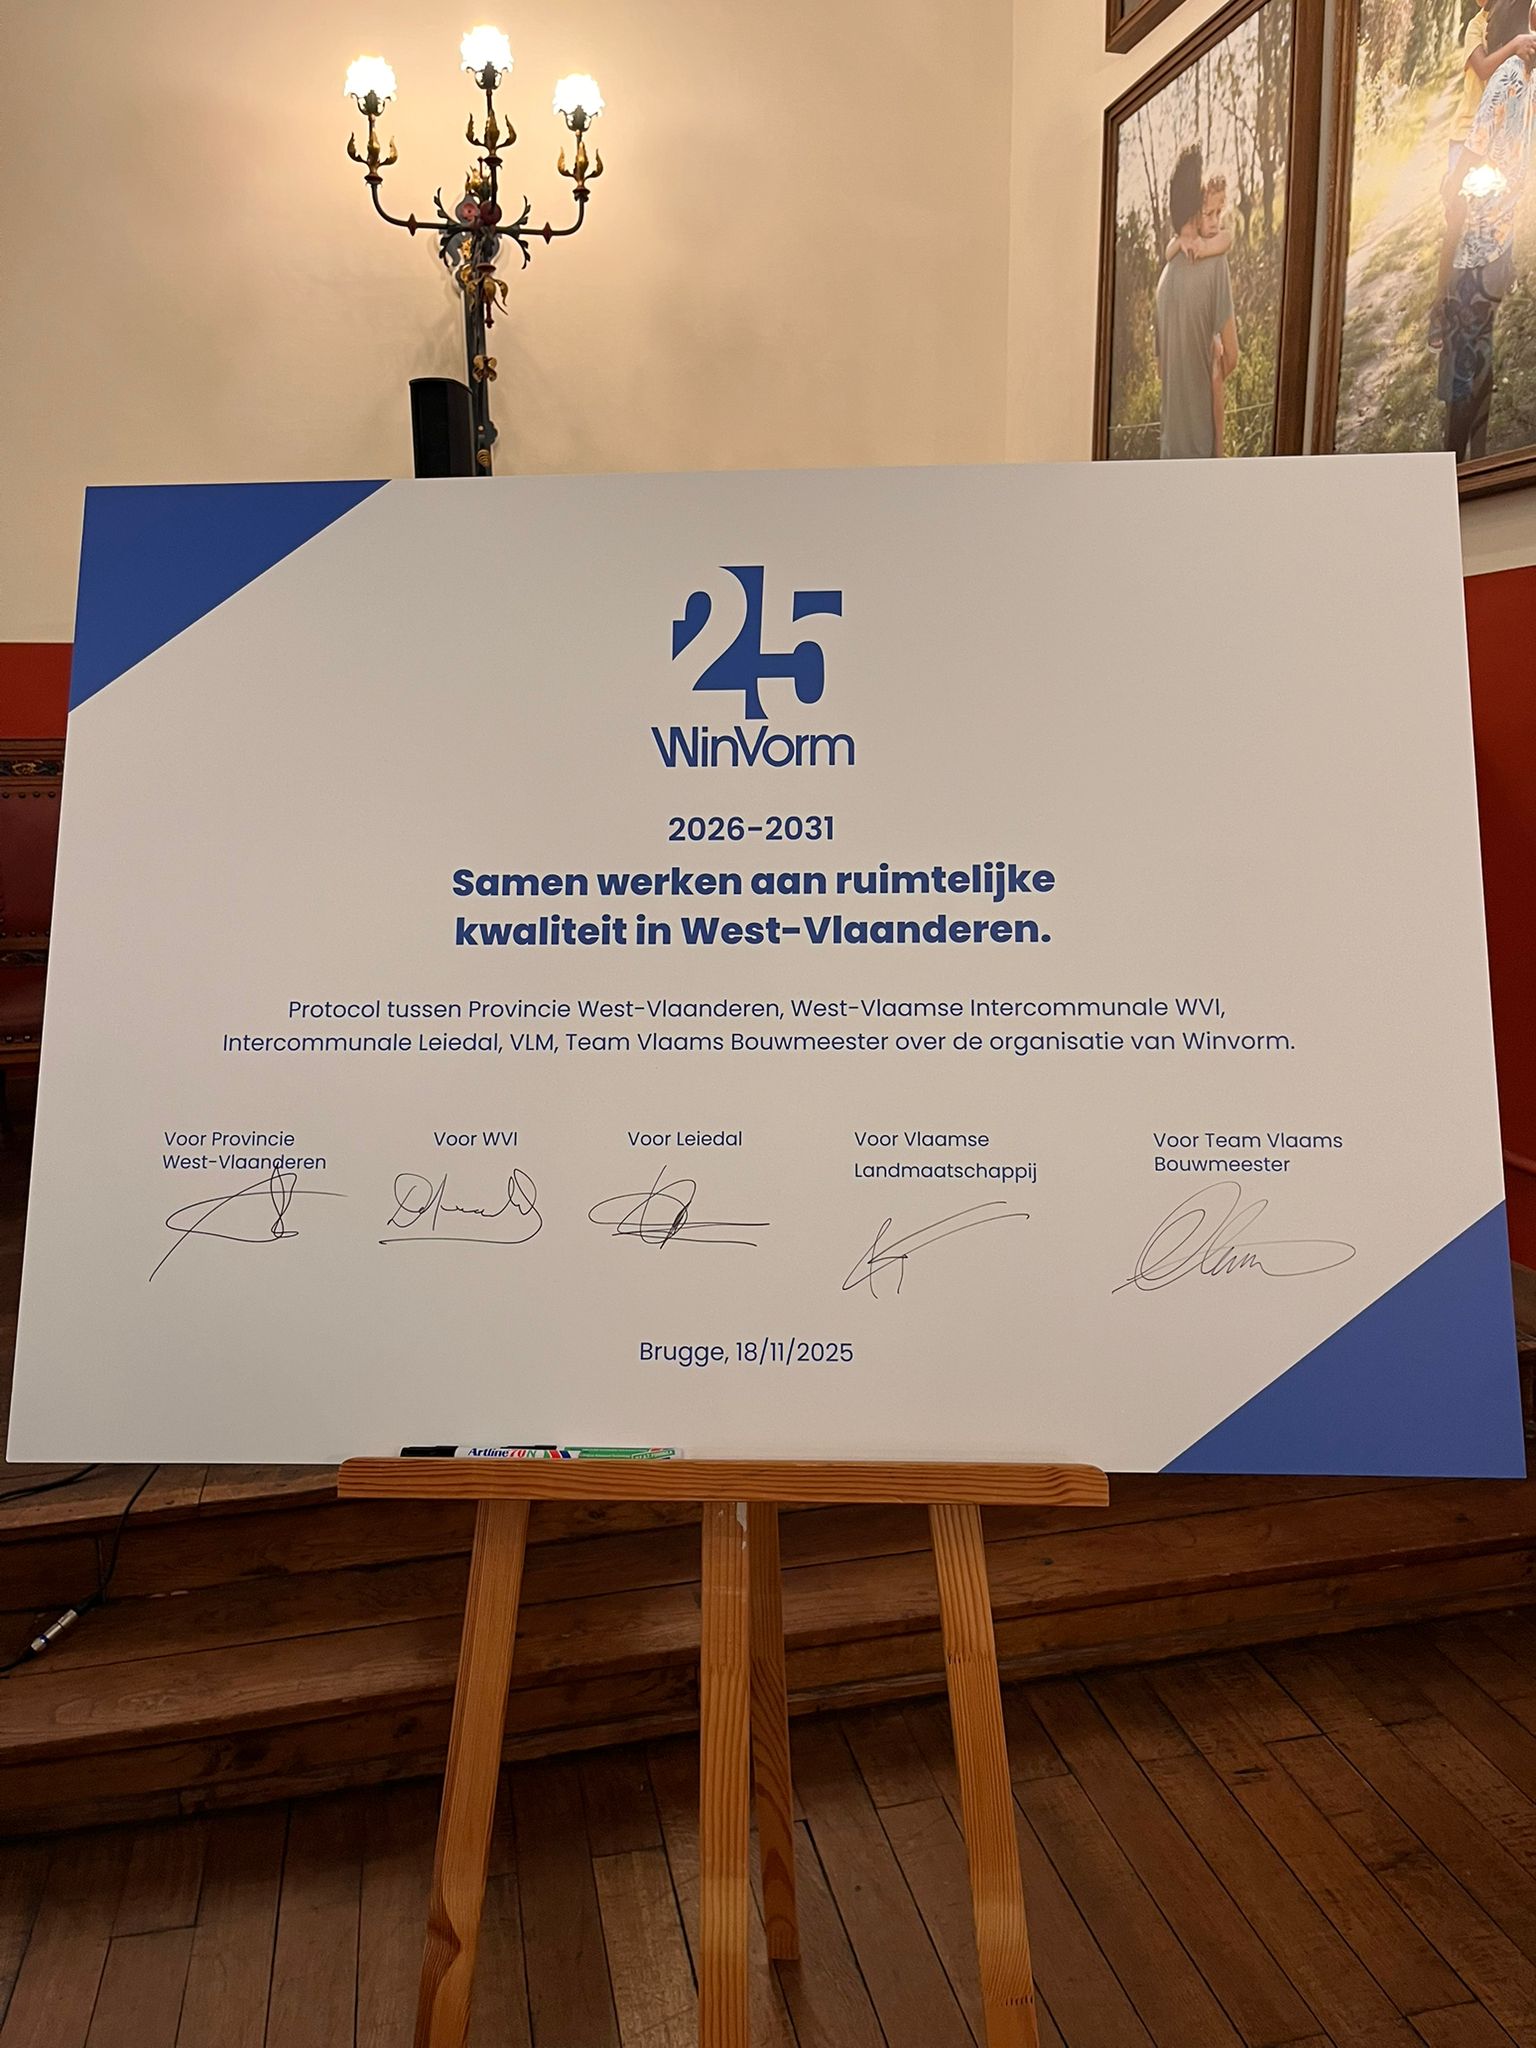 25
WinVorm
2026-2031
Samen werken aan ruimtelijke
kwaliteit in West-Vlaanderen.
Protocol tussen Provincie West-Vlaanderen, West-Vlaamse Intercommunale WVI,
Intercommunale Leiedal, VLM, Team Vlaams Bouwmeester over de organisatie van Winvorm.
Voor Provincie
West-Vlaanderen
Voor WVI
Voor Leiedal
Voor Vlaamse
Landmaatschappij
Voor Team Vlaams
Bouwmeester
Brugge, 18/11/2025
Artline 70N